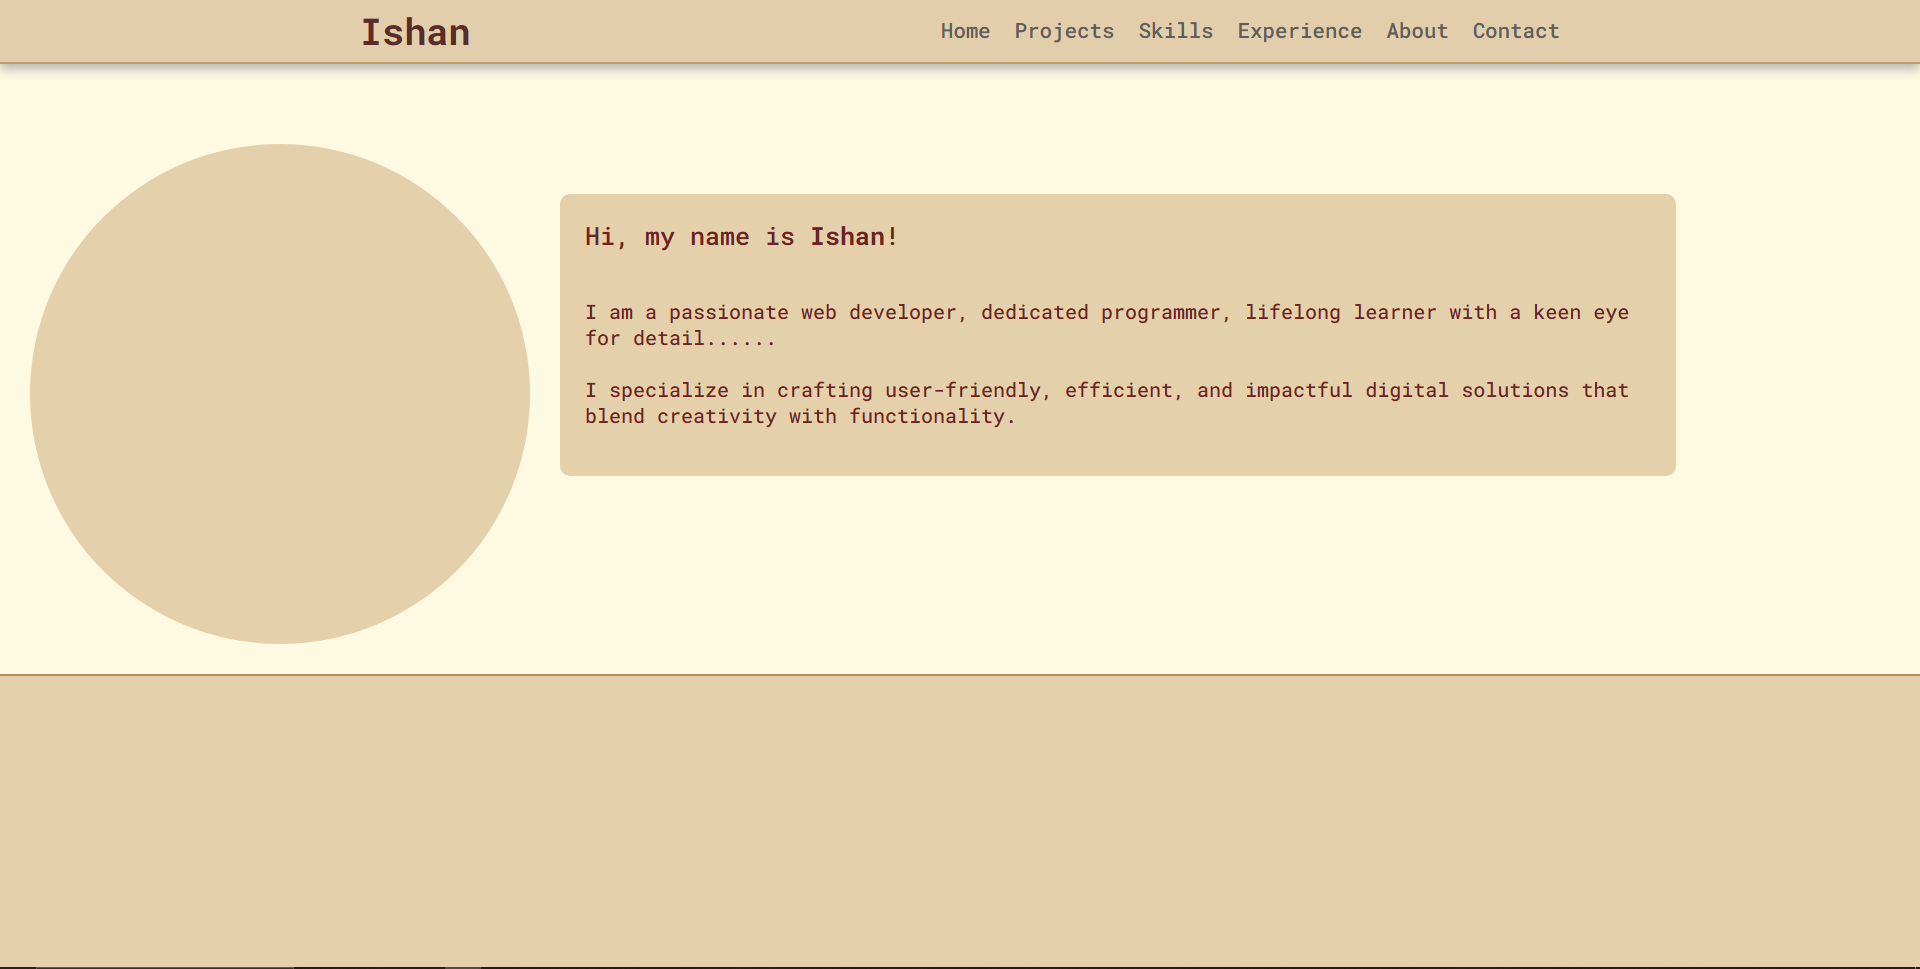 Ishan
Home Projects Skills Experience About Contact
Hi, my name is Ishan!
I am a passionate web developer, dedicated programmer, lifelong learner with a keen eye
for detail......
I specialize in crafting user-friendly, efficient, and impactful digital solutions that
blend creativity with functionality.